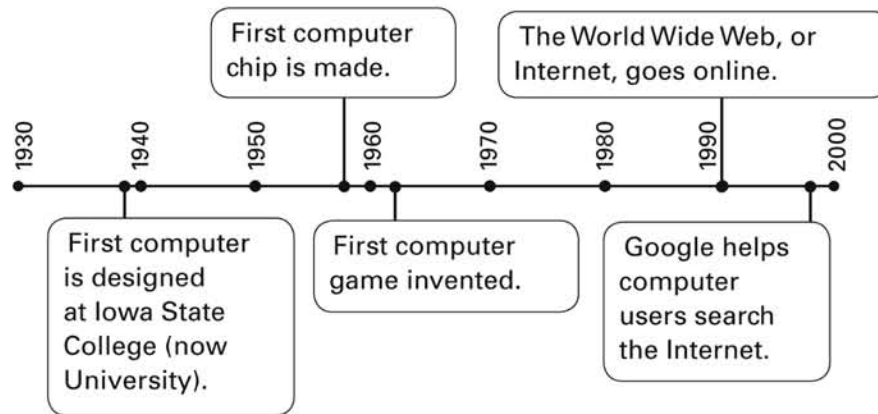 First computer
chip is made.
The World Wide Web, or
Internet, goes online.
1930
1940
1950
1960
1970
1980
1990
2000
First computer
is designed
at Iowa State
College (now
University).
First computer
game invented.
Google helps
computer
users search
the Internet.